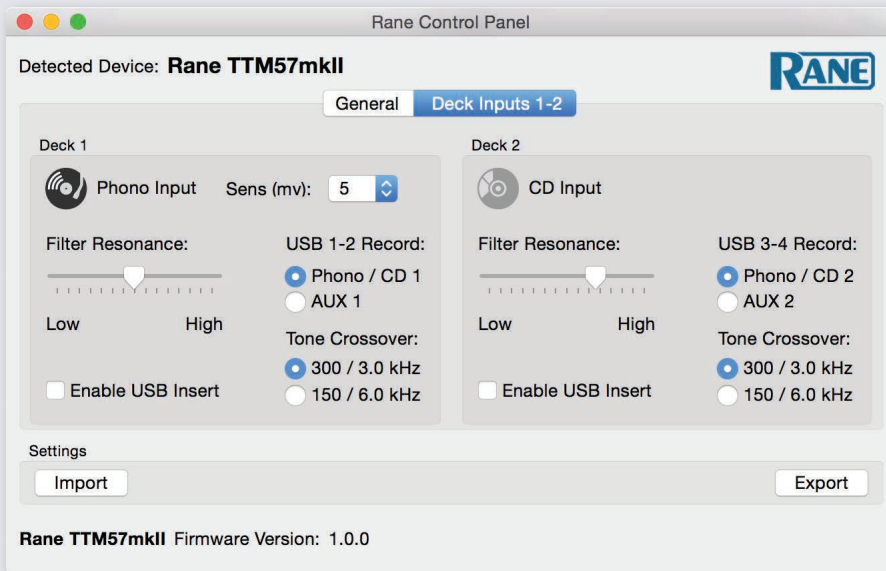 Rane Control Panel
Detected Device: Rane TTM57mkII
RANE
General Deck Inputs 1-2
Deck 1
Phono Input Sens (mv): 5
Filter Resonance: USB 1-2 Record:
Phono / CD 1
AUX 1
Low High
Tone Crossover:
300 / 3.0 kHz
Enable USB Insert 150 / 6.0 kHz
Deck 2
CD Input
Filter Resonance: USB 3-4 Record:
Phono / CD 2
AUX 2
Low High
Tone Crossover:
300 / 3.0 kHz
Enable USB Insert 150 / 6.0 kHz
Settings
Import Export
Rane TTM57mkII Firmware Version: 1.0.0